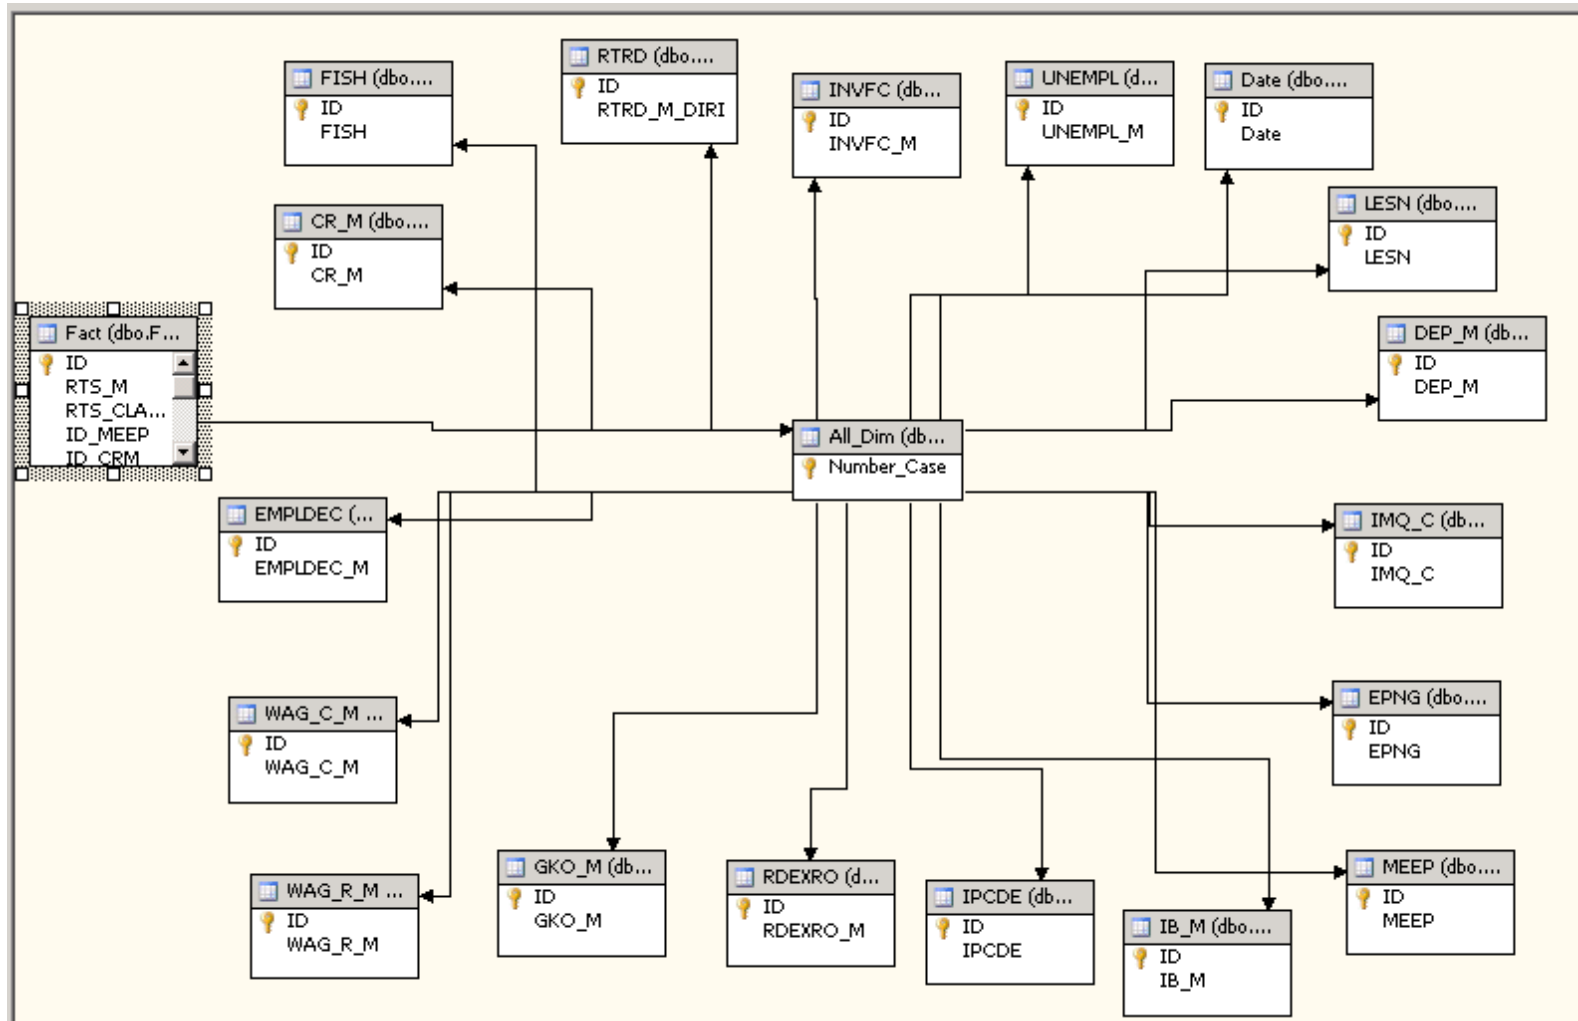 RTRD (dbo....
ID
RTRD_M_DIRI
FISH (dbo....
ID
FISH
INVFC (db...
ID
INVFC_M
UNEMPL (d...
ID
UNEMPL_M
Date (dbo....
ID
Date
LESN (dbo....
ID
LESN
CR_M (dbo....
ID
CR_M
Fact (dbo.F...
ID
RTS_M
RTS_CLA...
ID_MEEP
ID_CRM
DEP_M (db...
ID
DEP_M
All_Dim (db...
Number_Case
EMPLDEC (...
ID
EMPLDEC_M
IMQ_C (db...
ID
IMQ_C
WAG_C_M ...
ID
WAG_C_M
EPNG (dbo....
ID
EPNG
WAG_R_M ...
ID
WAG_R_M
GKO_M (db...
ID
GKO_M
RDEXRO (d...
ID
RDEXRO_M
IPCDE (db...
ID
IPCDE
IB_M (dbo....
ID
IB_M
MEEP (dbo....
ID
MEEP